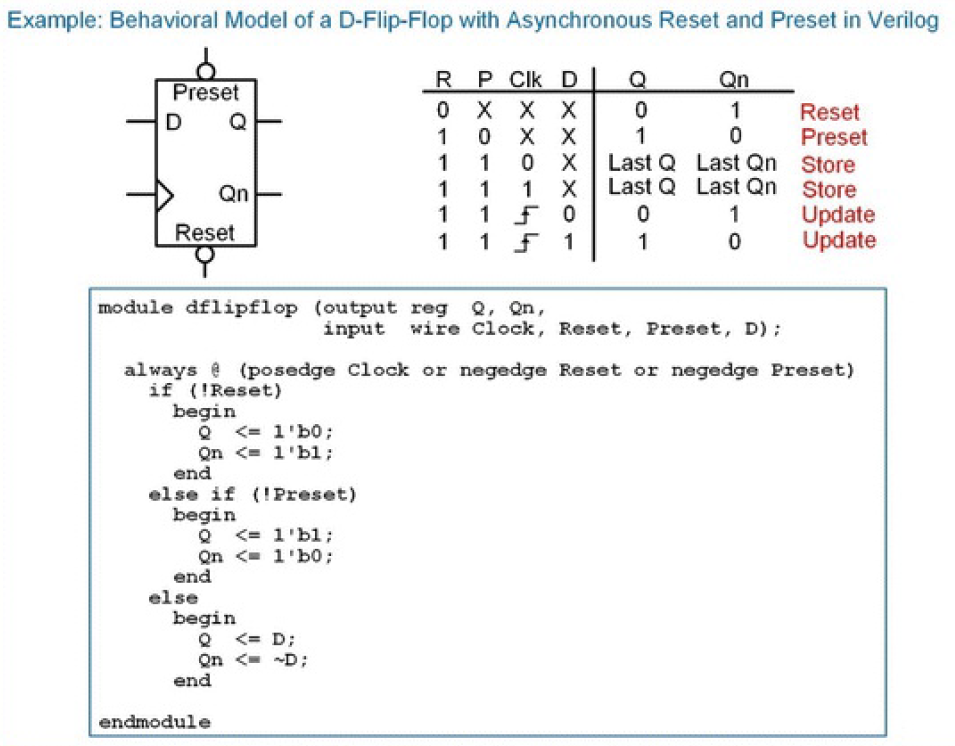 Example: Behavioral Model of a D-Flip-Flop with Asynchronous Reset and Preset in Verilog
Preset
D Q
Qn
Reset
R P Clk D Q Qn
0 X X X 0 1 Reset
1 0 X X 1 0 Preset
1 1 0 X Last Q Last Qn Store
1 1 1 X Last Q Last Qn Store
1 1 0 0 1 Update
1 1 1 1 0 Update
module dflipflop (output reg Q, Qn,
input wire Clock, Reset, Preset, D);
always @ (posedge Clock or negedge Reset or negedge Preset)
if (!Reset)
begin
Q <= 1'b0;
Qn <= 1'b1;
end
else if (!Preset)
begin
Q <= 1'b1;
Qn <= 1'b0;
end
else
begin
Q <= D;
Qn <= ~D;
end
endmodule